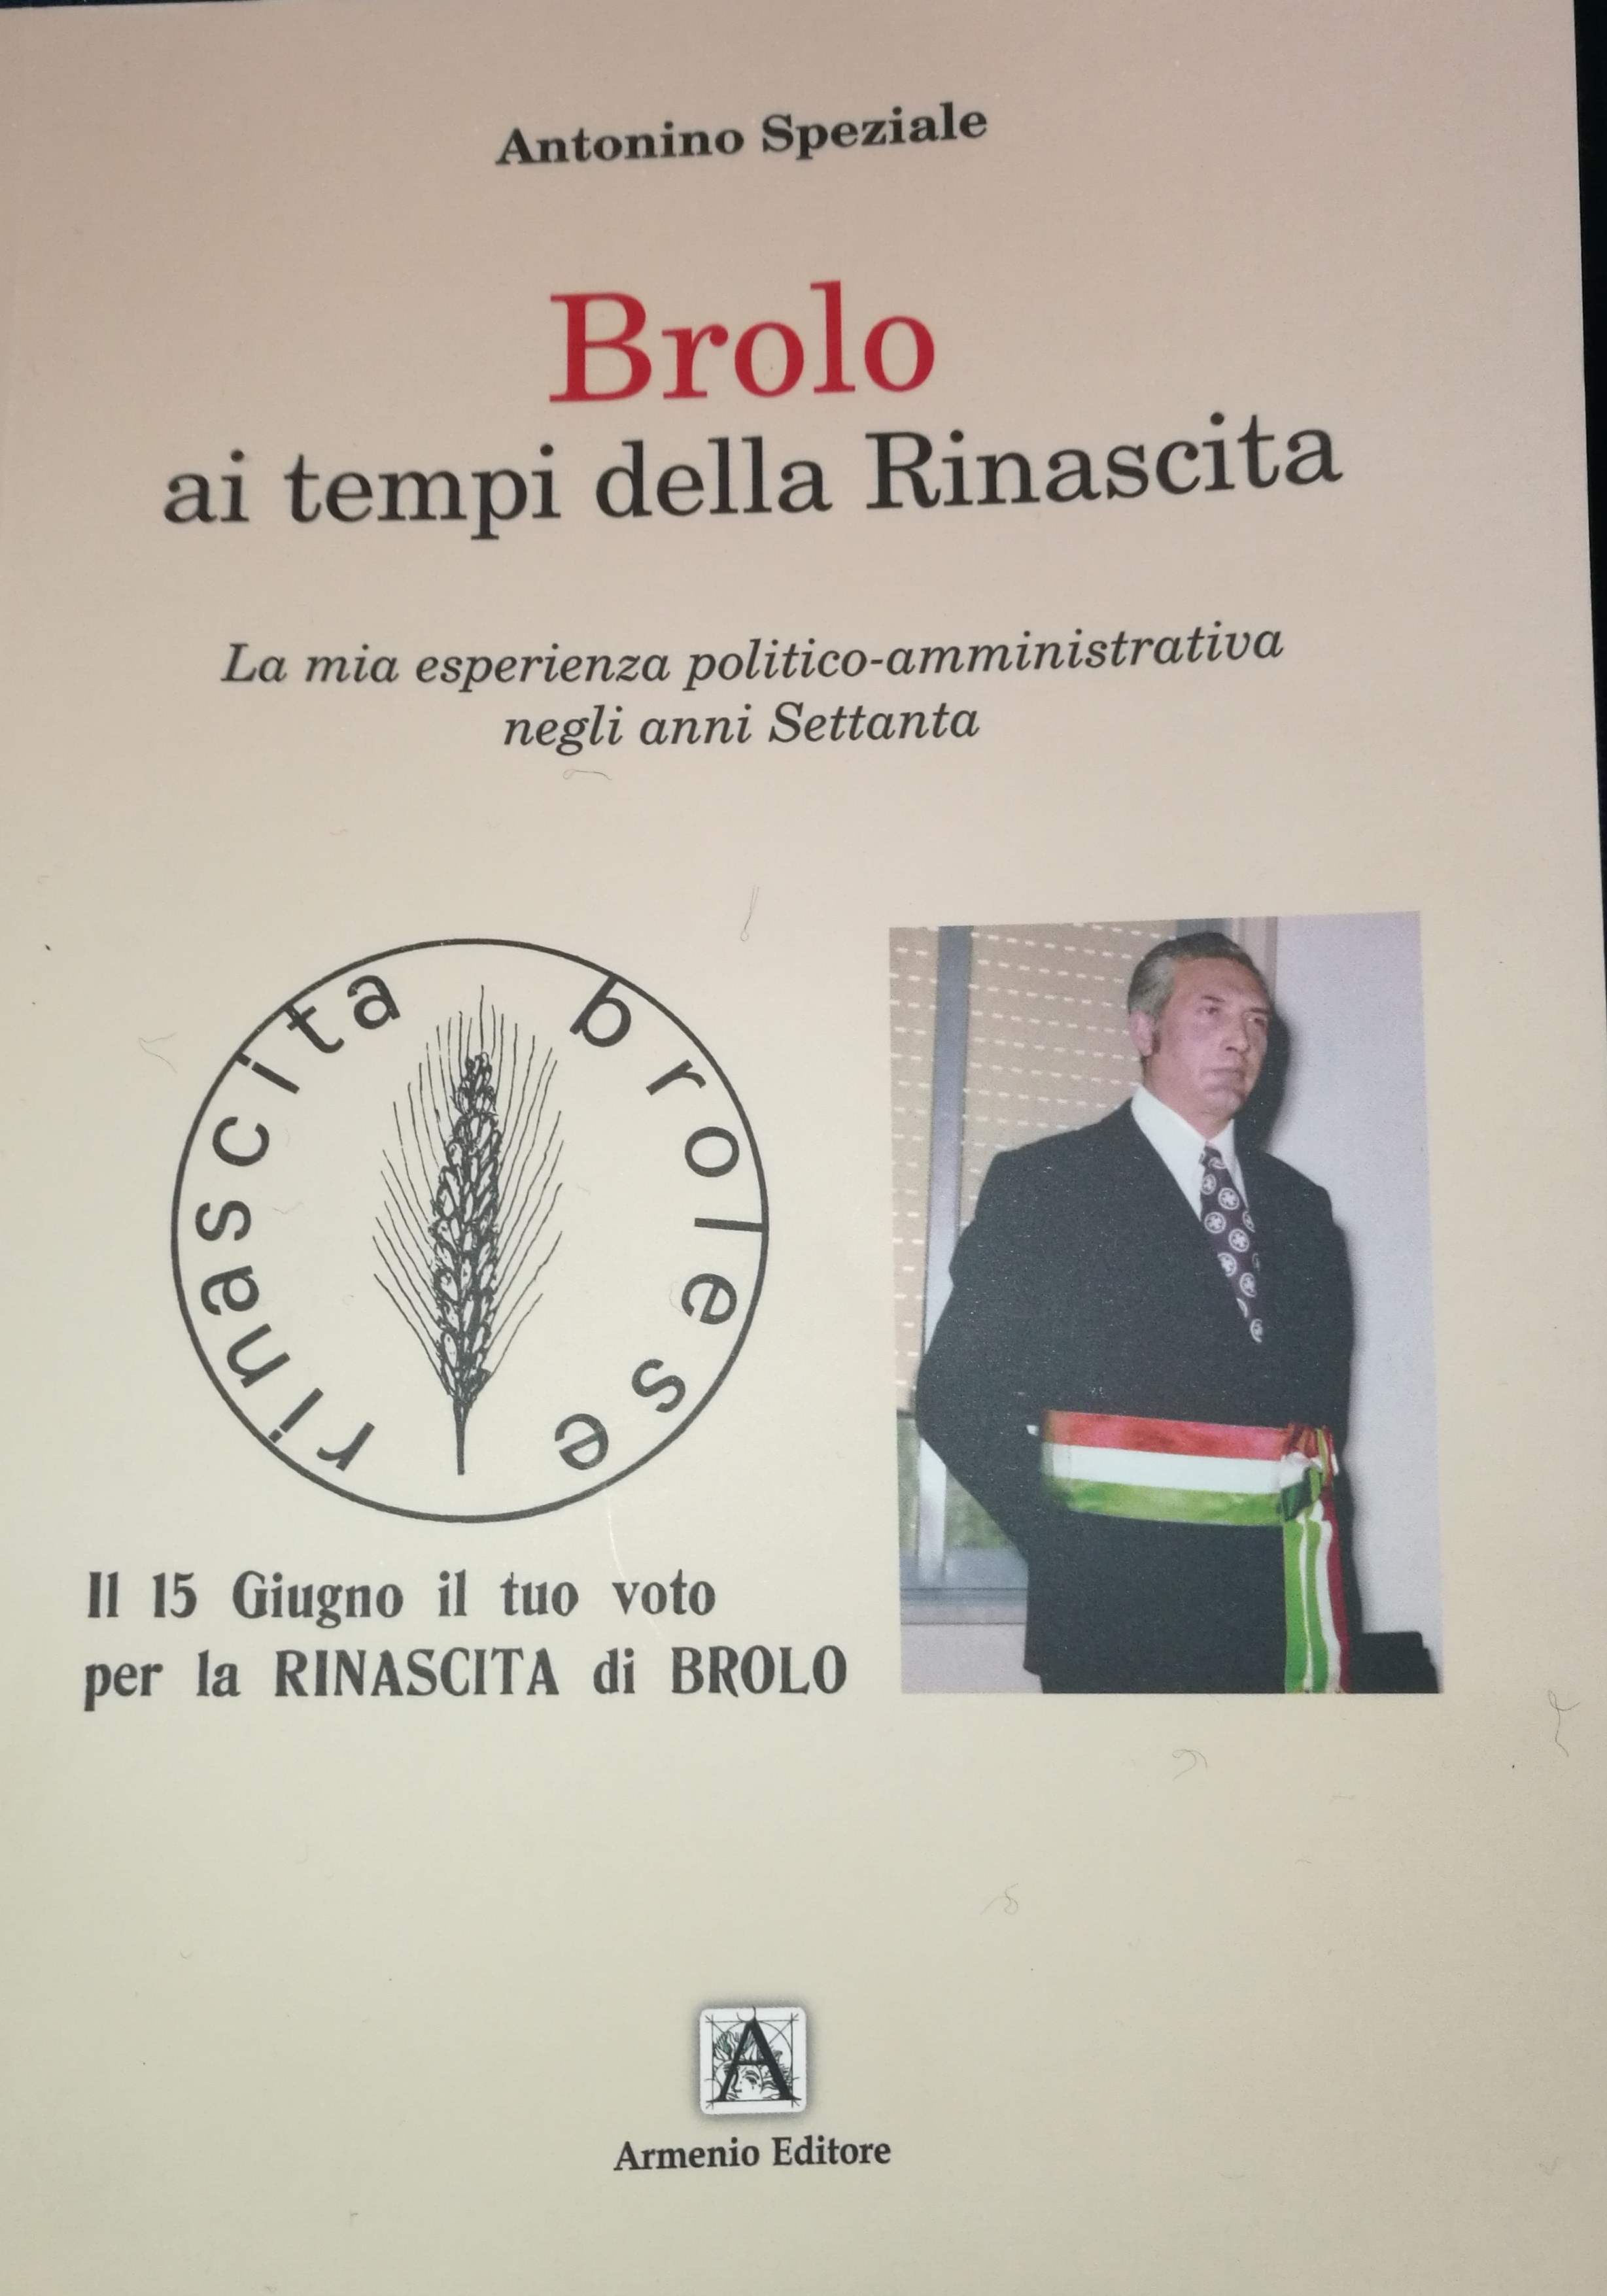 Antonino Speziale
Brolo
ai tempi della Rinascita
La mia esperienza politico-amministrativa
negli anni Settanta
rinascita brolese
Il 15 Giugno il tuo voto
per la RINASCITA di BROLO
A
Armenio Editore